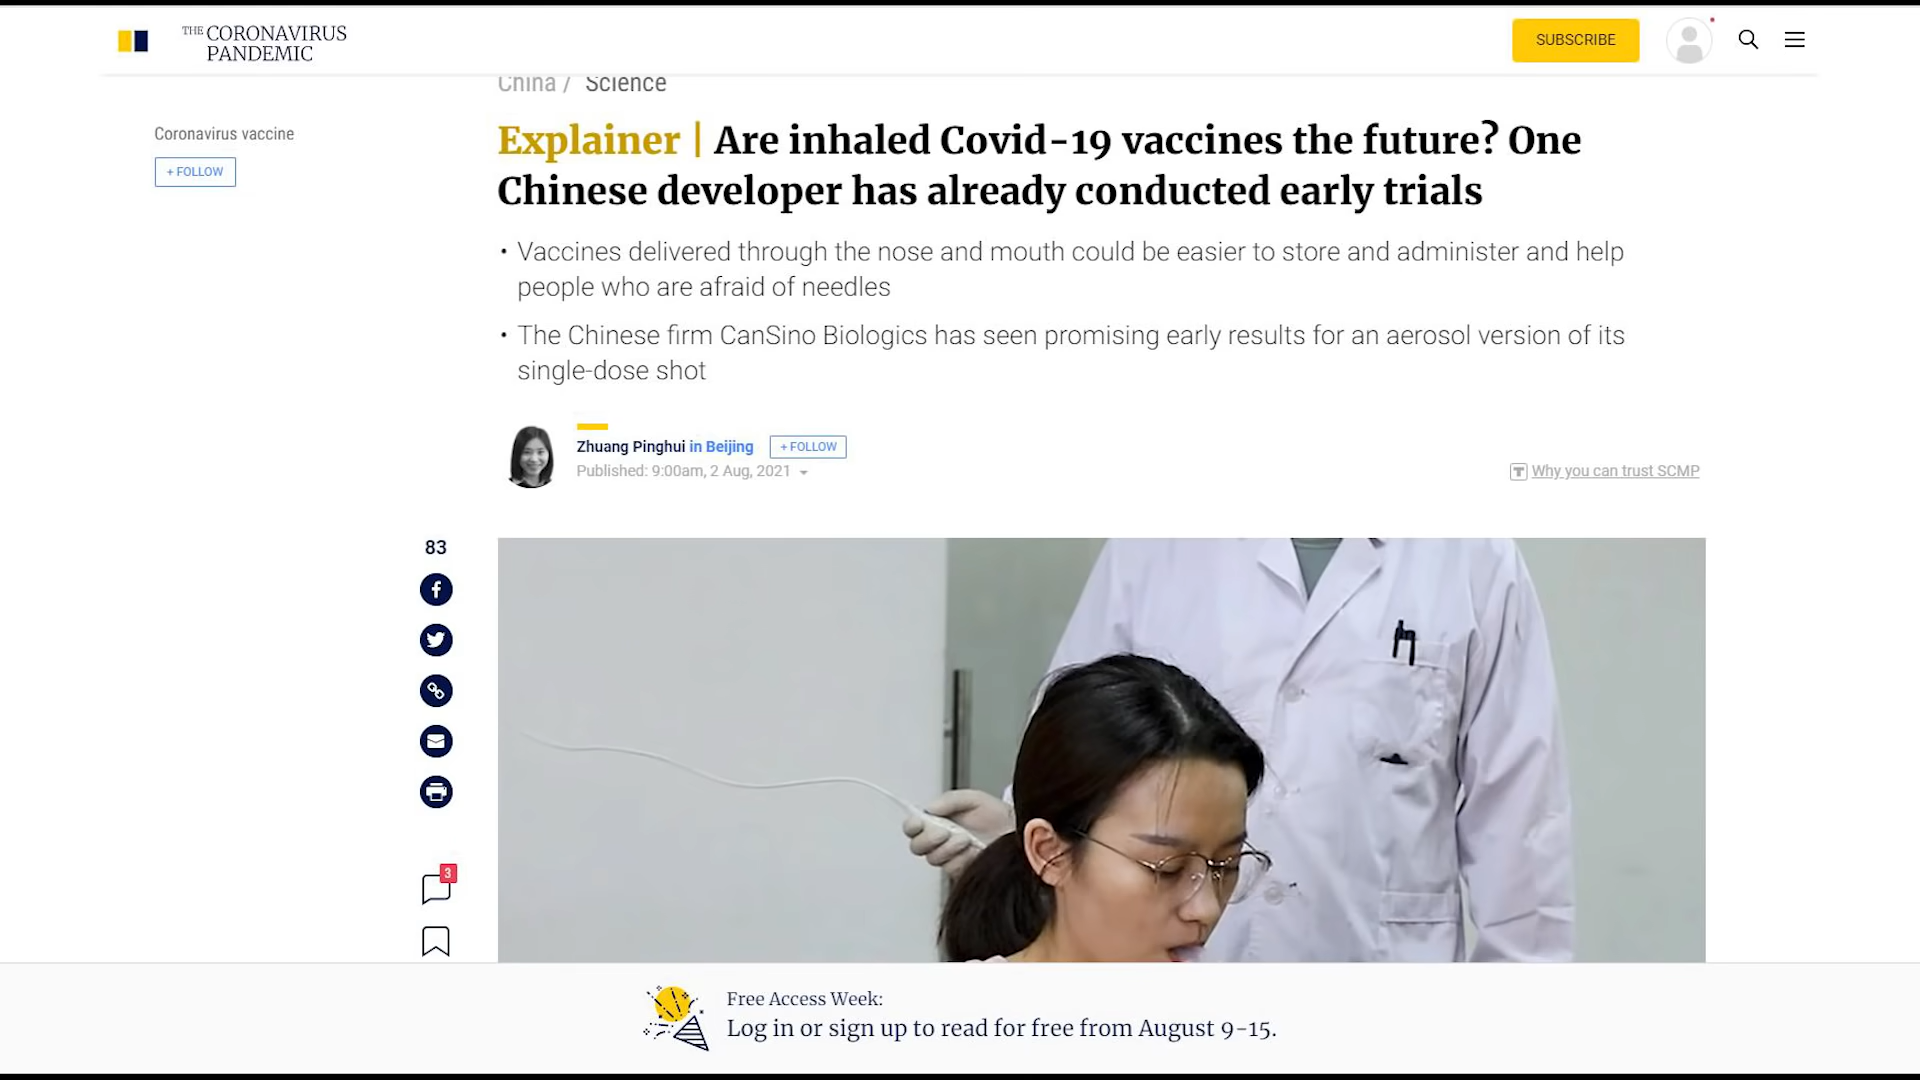 THE CORONAVIRUS
PANDEMIC
SUBSCRIBE
China / Science
Coronavirus vaccine
+ FOLLOW
Explainer | Are inhaled Covid-19 vaccines the future? One
Chinese developer has already conducted early trials
• Vaccines delivered through the nose and mouth could be easier to store and administer and help
people who are afraid of needles
• The Chinese firm CanSino Biologics has seen promising early results for an aerosol version of its
single-dose shot
Zhuang Pinghui in Beijing + FOLLOW
Published: 9:00am, 2 Aug, 2021
T Why you can trust SCMP
83
3
Free Access Week:
Log in or sign up to read for free from August 9-15.